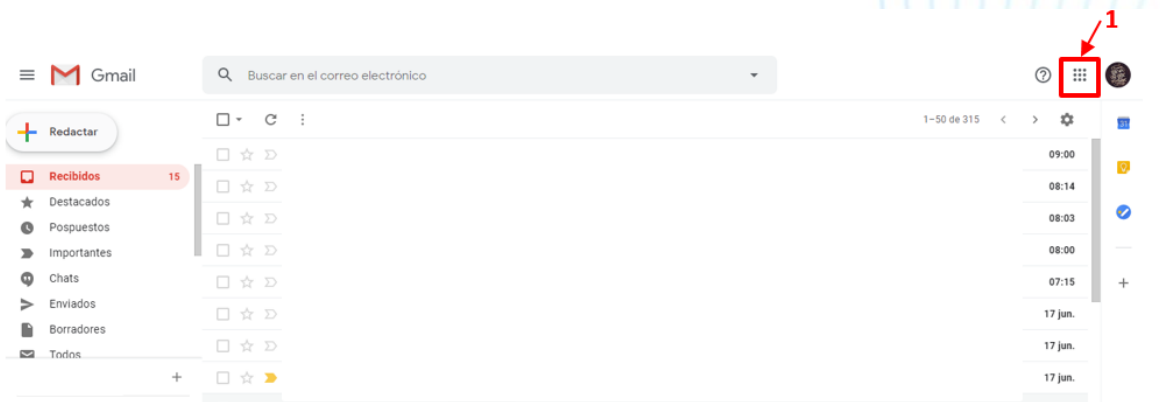 1
Gmail
Buscar en el correo electrónico
Redactar
1-50 de 315
31
09:00
Recibidos 15
08:14
Destacados
08:03
Pospuestos
08:00
Importantes
Chats
07:15
Enviados
17 jun.
Borradores
17 jun.
Todos
17 jun.